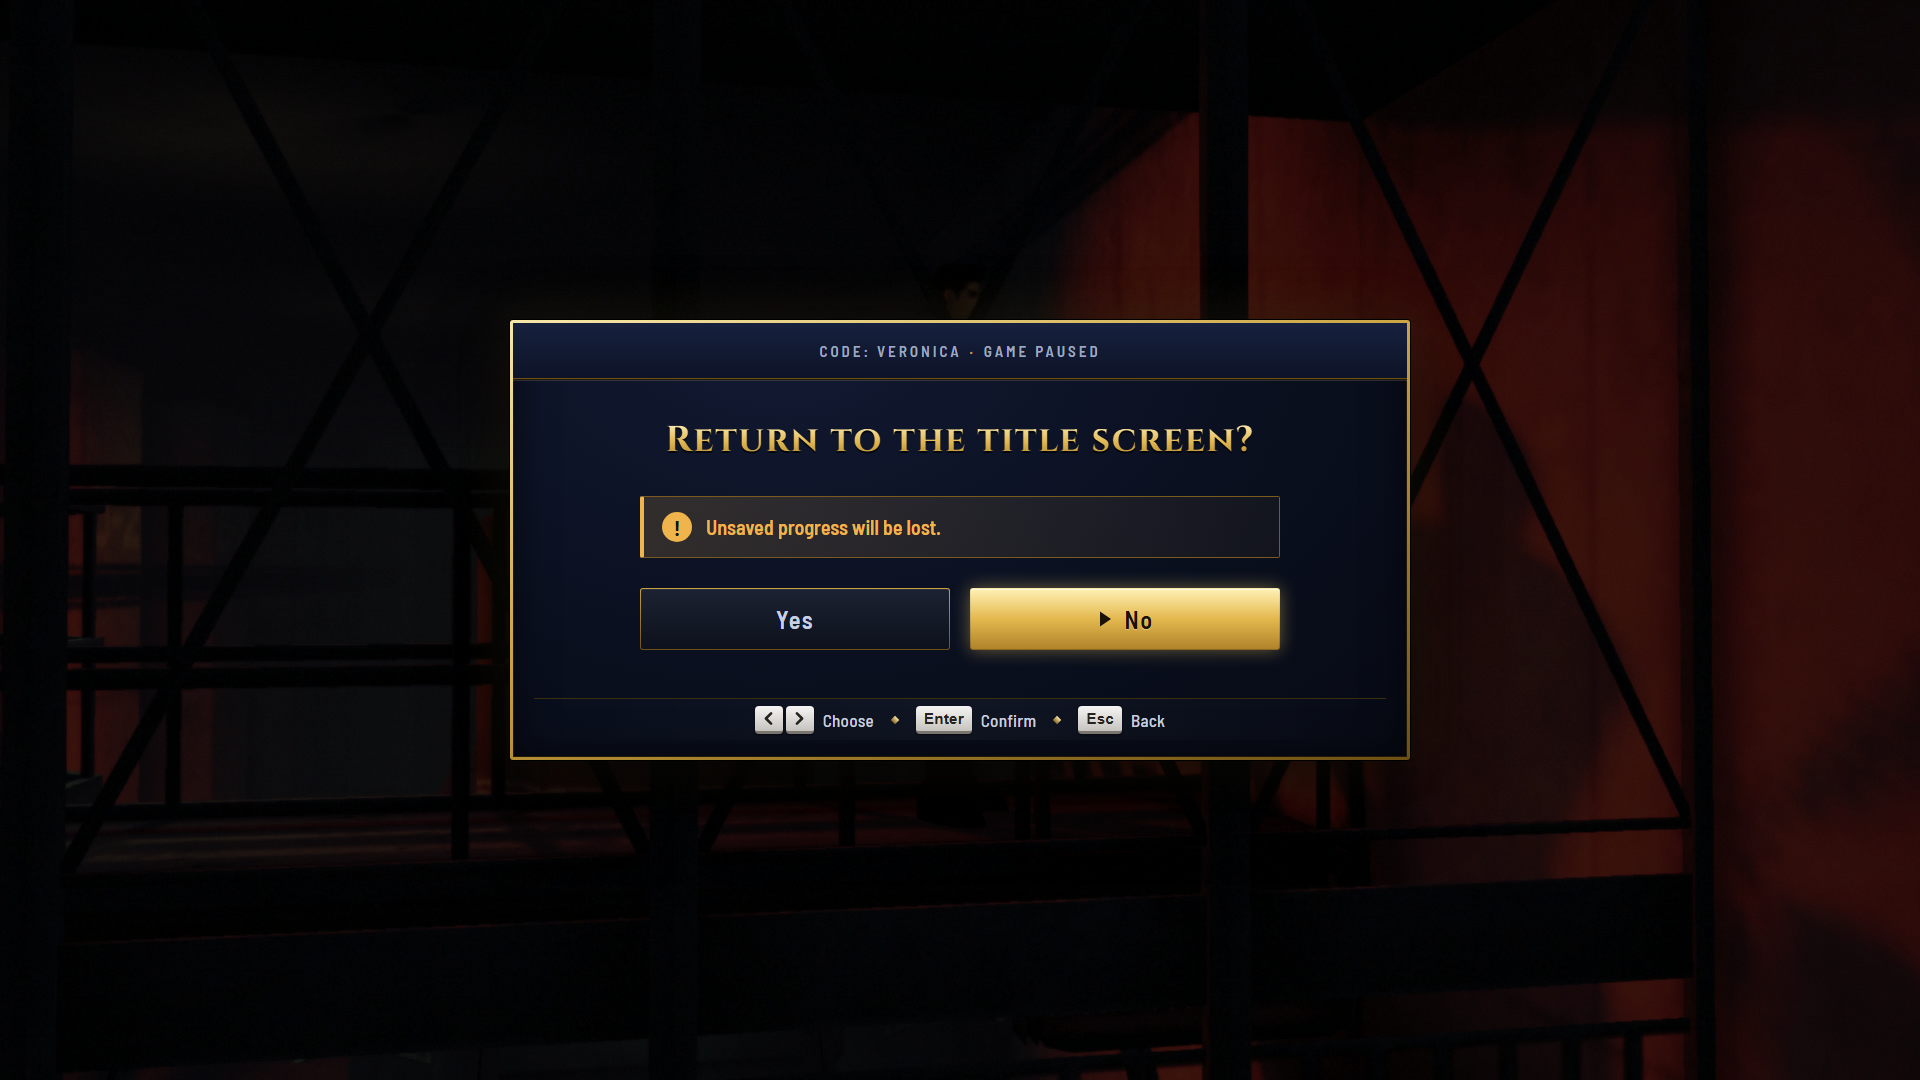 CODE: VERONICA · GAME PAUSED
Return to the title screen?
! Unsaved progress will be lost.
Yes
No
< > Choose ◆ Enter Confirm ◆ Esc Back